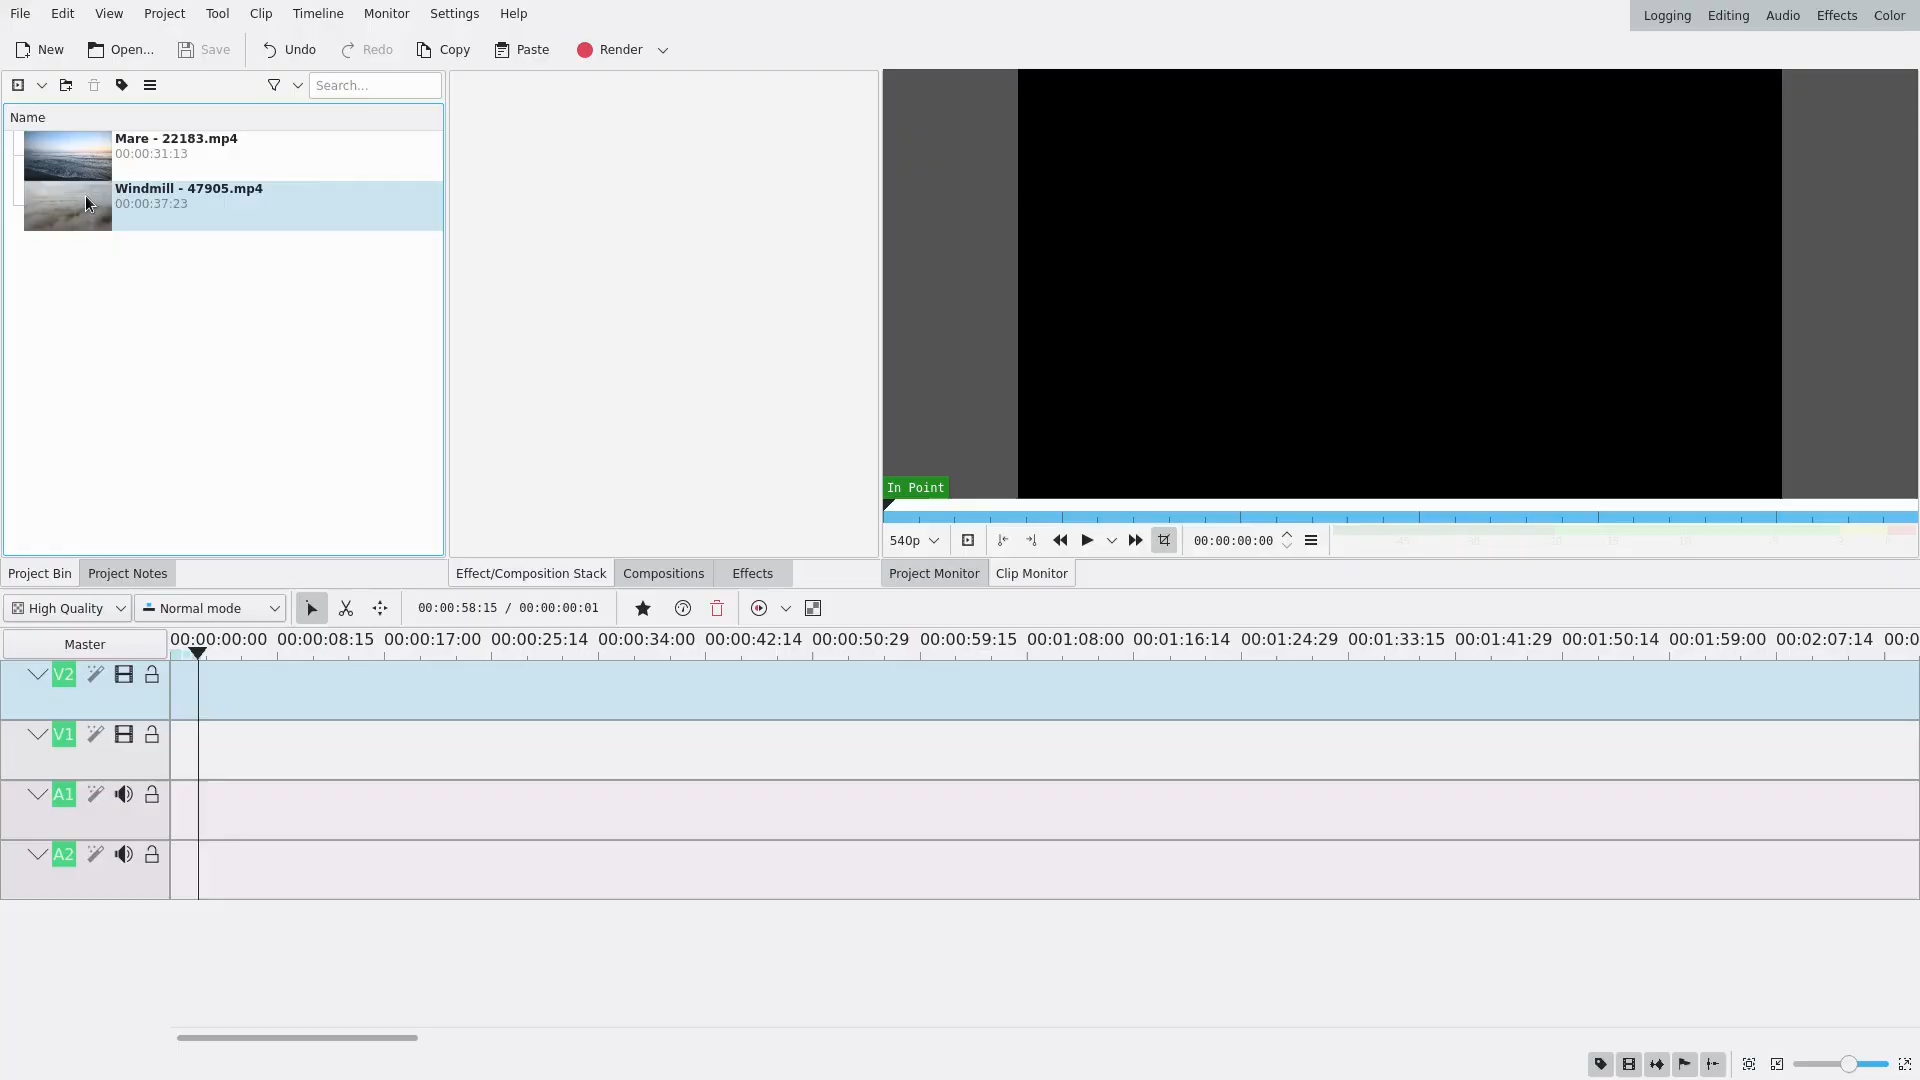 File Edit View Project Tool Clip Timeline Monitor Settings Help
Logging Editing Audio Effects Color
New Open... Save Undo Redo Copy Paste Render
Search...
Name
Mare - 22183.mp4
00:00:31:13
Windmill - 47905.mp4
00:00:37:23
In Point
540p 00:00:00:00
Project Bin Project Notes
Effect/Composition Stack Compositions Effects
Project Monitor Clip Monitor
High Quality Normal mode 00:00:58:15 / 00:00:00:01
Master
00:00:00:00 00:00:08:15 00:00:17:00 00:00:25:14 00:00:34:00 00:00:42:14 00:00:50:29 00:00:59:15 00:01:08:00 00:01:16:14 00:01:24:29 00:01:33:15 00:01:41:29 00:01:50:14 00:01:59:00 00:02:07:14 00:0
V2
V1
A1
A2